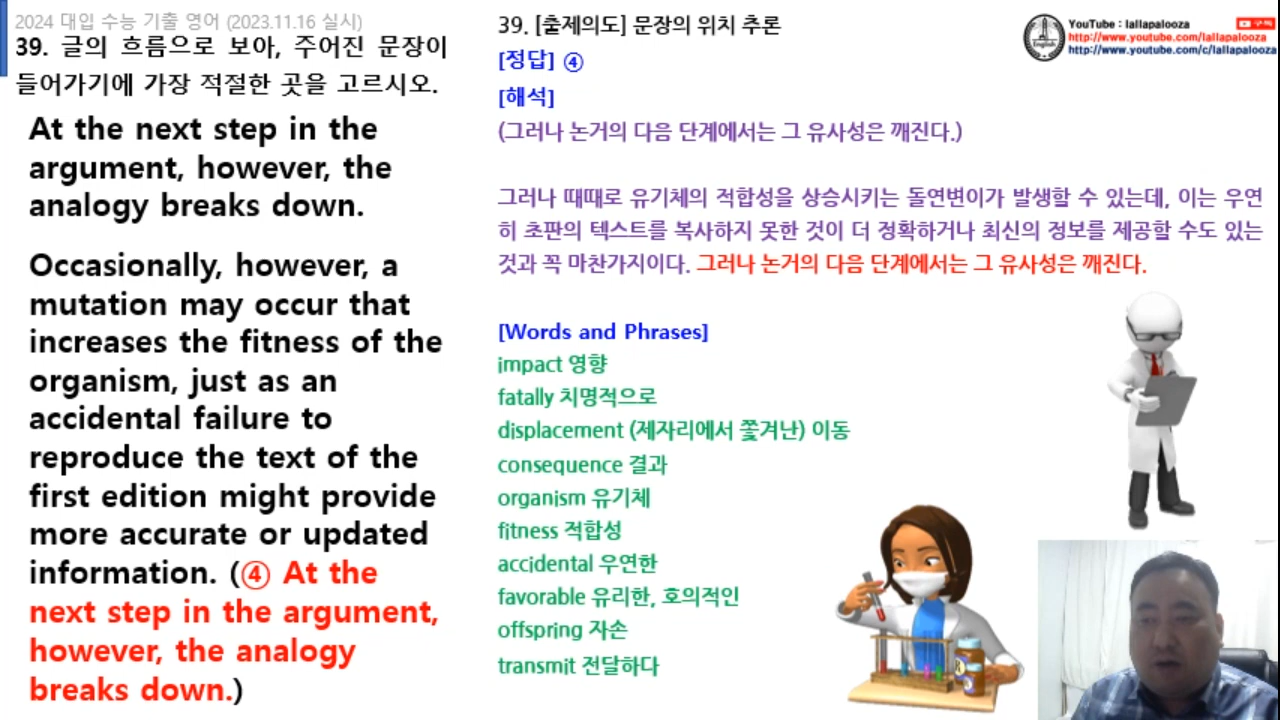 2024 대입 수능 기출 영어 (2023.11.16 실시)
39. 글의 흐름으로 보아, 주어진 문장이
들어가기에 가장 적절한 곳을 고르시오.
At the next step in the
argument, however, the
analogy breaks down.
Occasionally, however, a
mutation may occur that
increases the fitness of the
organism, just as an
accidental failure to
reproduce the text of the
first edition might provide
more accurate or updated
information. (④ At the
next step in the argument,
however, the analogy
breaks down.)
39. [출제의도] 문장의 위치 추론
[정답] ④
[해석]
(그러나 논거의 다음 단계에서는 그 유사성은 깨진다.)
그러나 때때로 유기체의 적합성을 상승시키는 돌연변이가 발생할 수 있는데, 이는 우연
히 초판의 텍스트를 복사하지 못한 것이 더 정확하거나 최신의 정보를 제공할 수도 있는
것과 꼭 마찬가지이다. 그러나 논거의 다음 단계에서는 그 유사성은 깨진다.
[Words and Phrases]
impact 영향
fatally 치명적으로
displacement (제자리에서 쫓겨난) 이동
consequence 결과
organism 유기체
fitness 적합성
accidental 우연한
favorable 유리한, 호의적인
offspring 자손
transmit 전달하다
YouTube : lallapalooza
구독
http://www.youtube.com/lallapalooza
http://www.youtube.com/c/lallapalooza
English